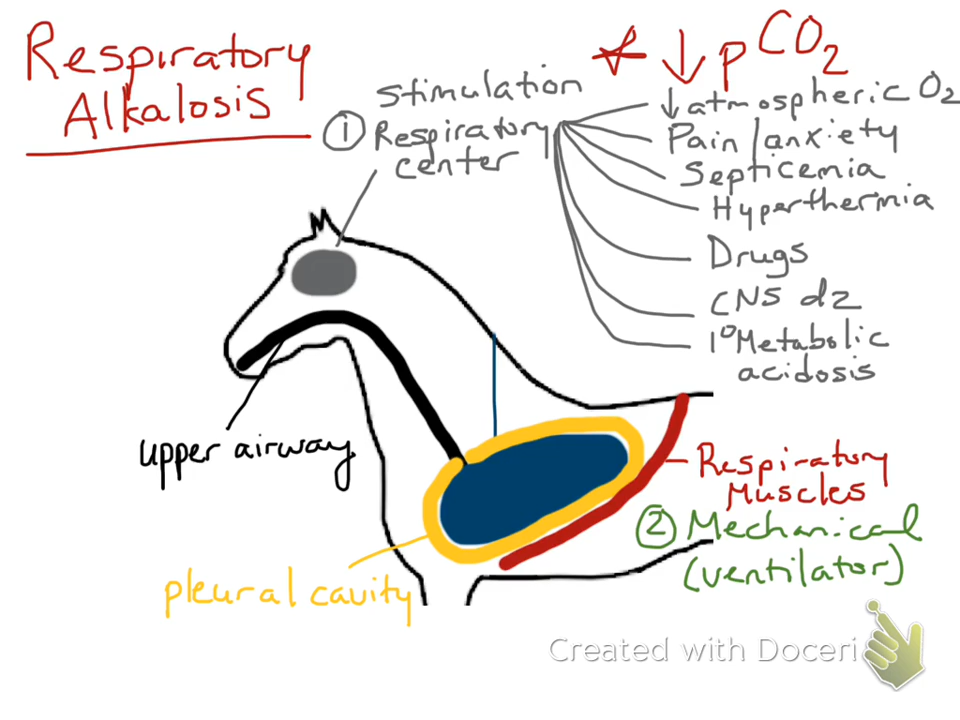 Respiratory
Alkalosis
* ↓ pCO2
stimulation
① Respiratory
center
↓ atmospheric O2
Pain/anxiety
Septicemia
Hyperthermia
Drugs
CNS dz
1° Metabolic
acidosis
upper airway
Respiratory
Muscles
② Mechanical
(ventilator)
pleural cavity
Created with Doceri